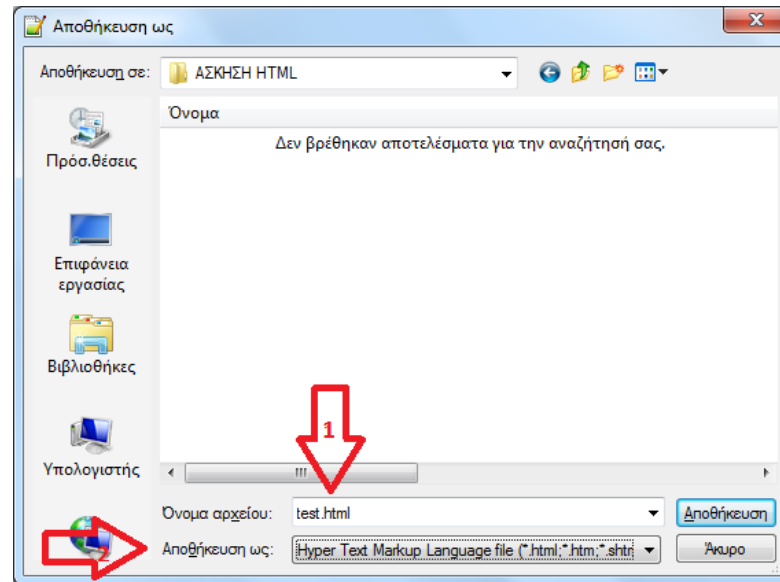 Αποθήκευση ως
Αποθήκευση σε:
ΑΣΚΗΣΗ HTML
Όνομα
Δεν βρέθηκαν αποτελέσματα για την αναζήτησή σας.
Πρόσ.θέσεις
Επιφάνεια
εργασίας
Βιβλιοθήκες
Υπολογιστής
1
Όνομα αρχείου:
test.html
Αποθήκευση
2
Αποθήκευση ως:
Hyper Text Markup Language file (*.html;*.htm;*.shtr
Άκυρο